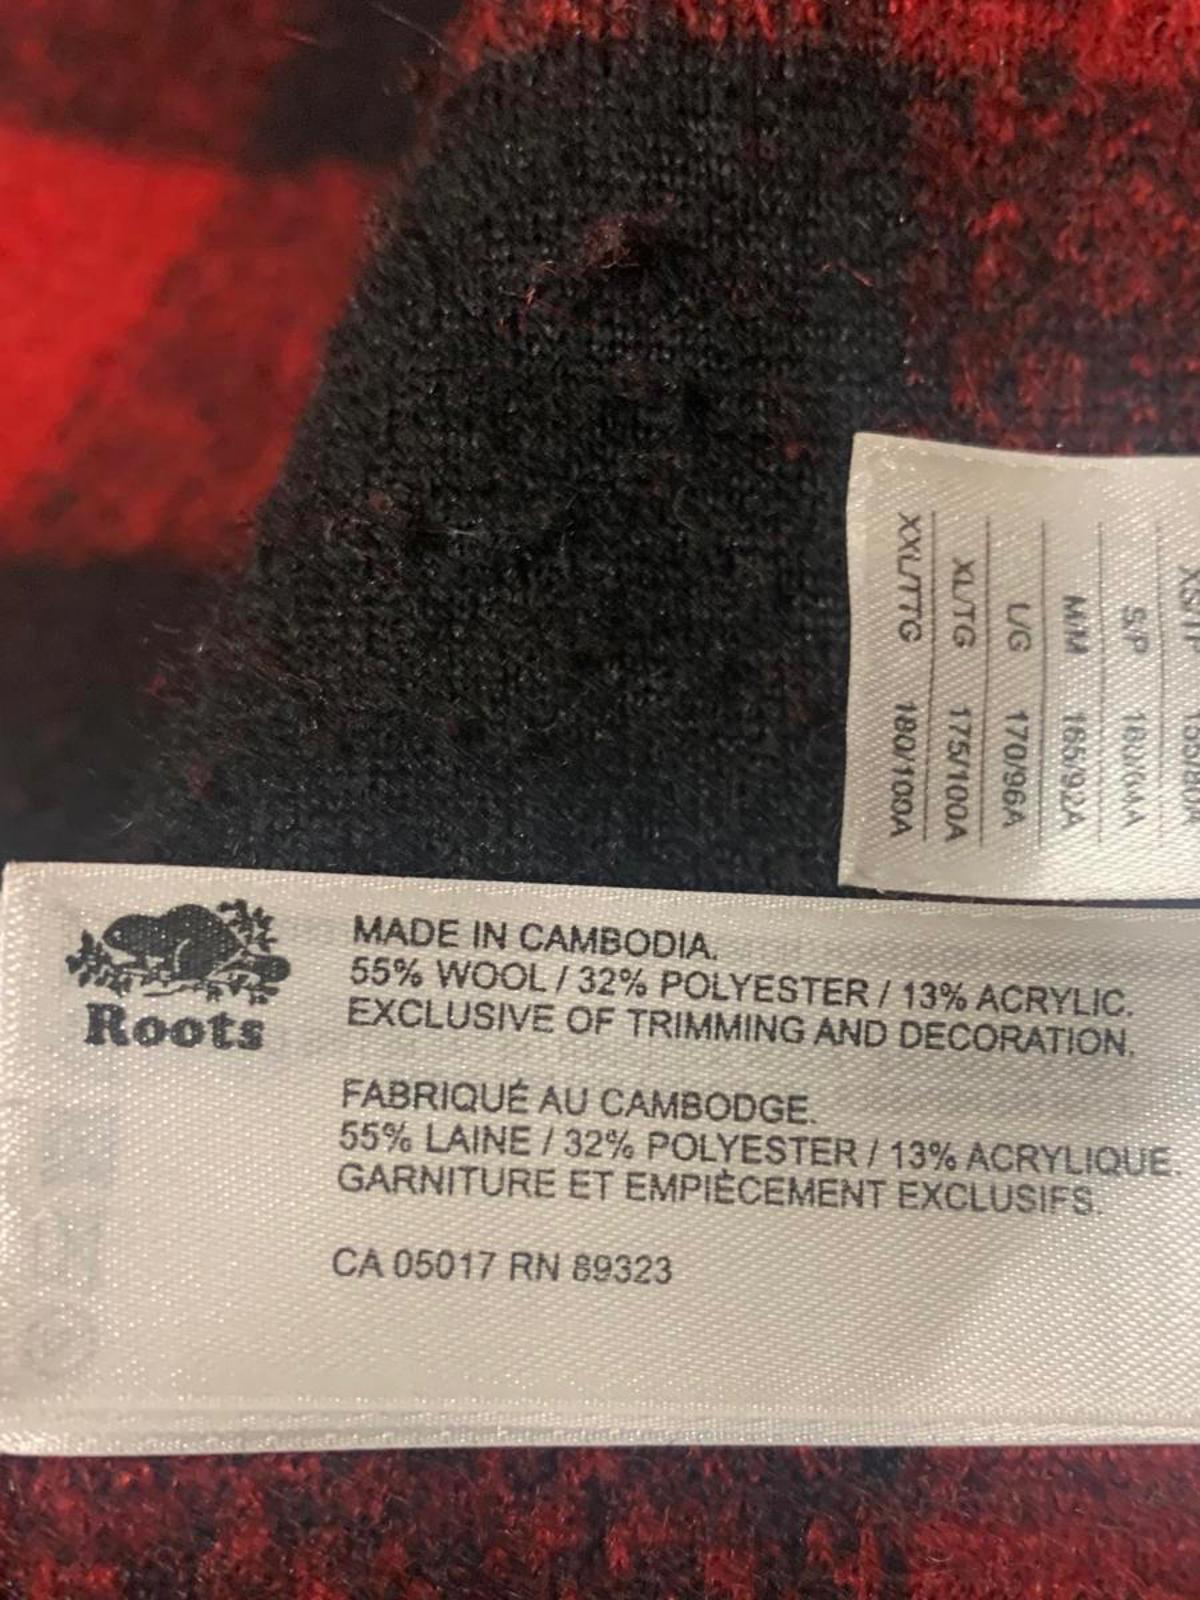 XXL/TTG 180/100A
XL/TG 175/100A
L/G 170/96A
M/M 165/92A
S/P
Roots
MADE IN CAMBODIA.
55% WOOL / 32% POLYESTER / 13% ACRYLIC.
EXCLUSIVE OF TRIMMING AND DECORATION.
FABRIQUÉ AU CAMBODGE.
55% LAINE / 32% POLYESTER / 13% ACRYLIQUE.
GARNITURE ET EMPIÈCEMENT EXCLUSIFS.
CA 05017 RN 89323